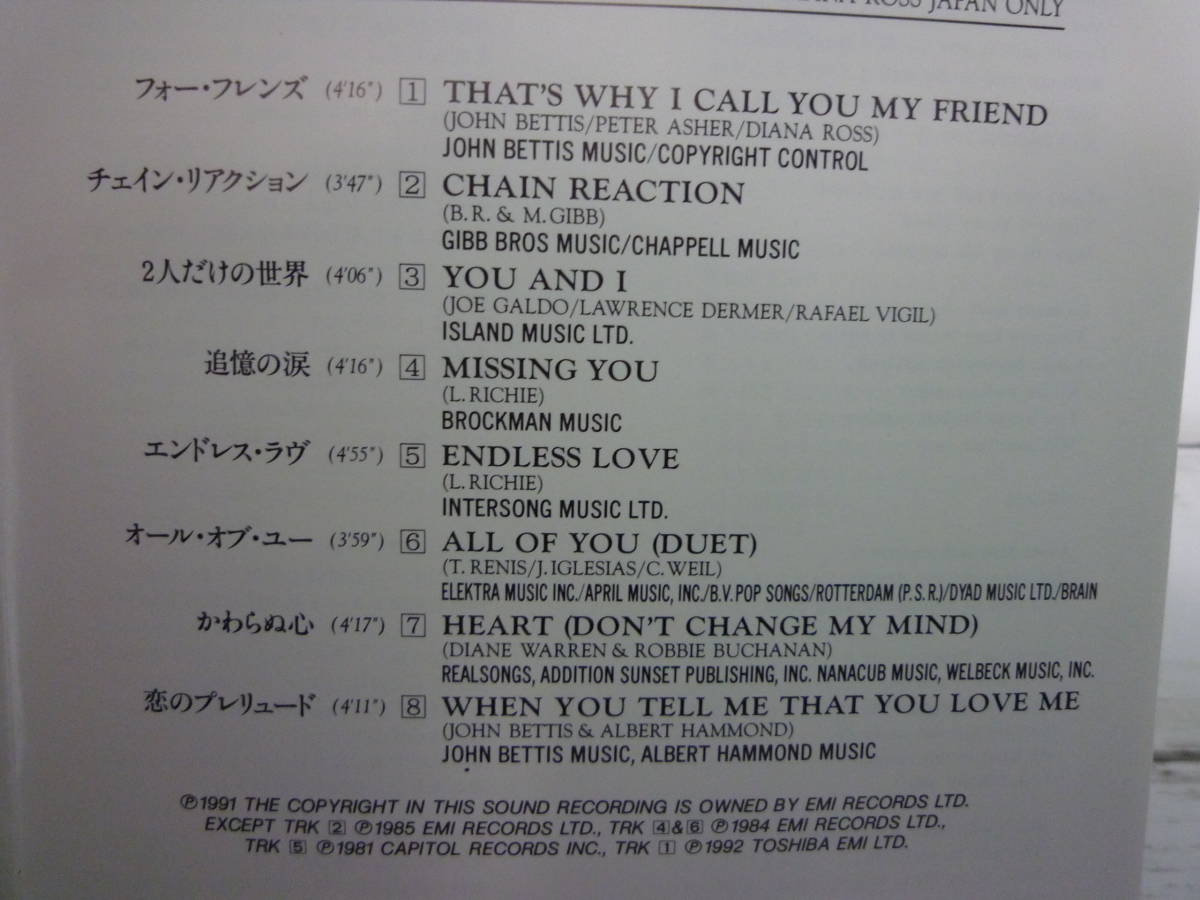 ROSS JAPAN ONLY
フォー・フレンズ (4'16") 1 THAT'S WHY I CALL YOU MY FRIEND
(JOHN BETTIS/PETER ASHER/DIANA ROSS)
JOHN BETTIS MUSIC/COPYRIGHT CONTROL
チェイン・リアクション (3'47") 2 CHAIN REACTION
(B.R. & M.GIBB)
GIBB BROS MUSIC/CHAPPELL MUSIC
2人だけの世界 (4'06") 3 YOU AND I
(JOE GALDO/LAWRENCE DERMER/RAFAEL VIGIL)
ISLAND MUSIC LTD.
追憶の涙 (4'16") 4 MISSING YOU
(L.RICHIE)
BROCKMAN MUSIC
エンドレス・ラヴ (4'55") 5 ENDLESS LOVE
(L.RICHIE)
INTERSONG MUSIC LTD.
オール・オブ・ユー (3'59") 6 ALL OF YOU (DUET)
(T. RENIS/J.IGLESIAS/C.WEIL)
ELEKTRA MUSIC INC./APRIL MUSIC, INC./B.V. POP SONGS/ROTTERDAM (P.S.R.)/DYAD MUSIC LTD./BRAIN
かわらぬ心 (4'17") 7 HEART (DON'T CHANGE MY MIND)
(DIANE WARREN & ROBBIE BUCHANAN)
REALSONGS, ADDITION SUNSET PUBLISHING, INC. NANACUB MUSIC, WELBECK MUSIC, INC.
恋のプレリュード (4'11") 8 WHEN YOU TELL ME THAT YOU LOVE ME
(JOHN BETTIS & ALBERT HAMMOND)
JOHN BETTIS MUSIC, ALBERT HAMMOND MUSIC
℗1991 THE COPYRIGHT IN THIS SOUND RECORDING IS OWNED BY EMI RECORDS LTD.
EXCEPT TRK 2 ℗1985 EMI RECORDS LTD., TRK 4&6 ℗1984 EMI RECORDS LTD.,
TRK 5 ℗1981 CAPITOL RECORDS INC., TRK 1 ℗1992 TOSHIBA EMI LTD.